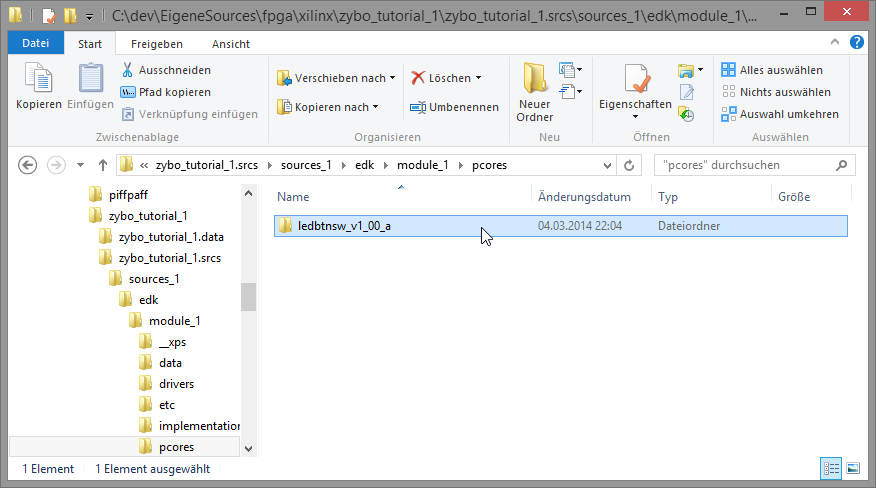 C:\dev\EigeneSources\fpga\xilinx\zybo_tutorial_1\zybo_tutorial_1.srcs\sources_1\edk\module_1\...
Datei Start Freigeben Ansicht
Kopieren
Einfügen
Ausschneiden
Pfad kopieren
Verknüpfung einfügen
Zwischenablage
Verschieben nach
Kopieren nach
Löschen
Umbenennen
Organisieren
Neuer
Ordner
Neu
Eigenschaften
Öffnen
Alles auswählen
Nichts auswählen
Auswahl umkehren
Auswählen
« zybo_tutorial_1.srcs sources_1 edk module_1 pcores
"pcores" durchsuchen
piffpaff
zybo_tutorial_1
zybo_tutorial_1.data
zybo_tutorial_1.srcs
sources_1
edk
module_1
__xps
data
drivers
etc
implementation
pcores
Name Änderungsdatum Typ Größe
ledbtnsw_v1_00_a 04.03.2014 22:04 Dateiordner
1 Element 1 Element ausgewählt